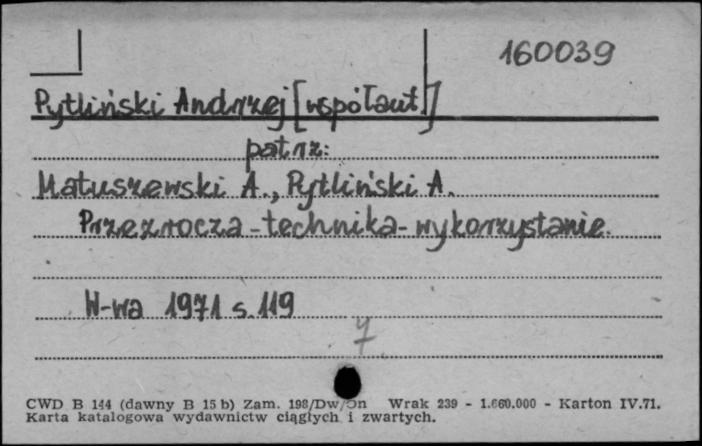 160039
Pytliński Andrzej [współaut.]
patrz:
Matuszewski A., Pytliński A.
Przezrocza - technika - wykorzystanie.
W-wa 1971 s. 119
7
CWD B 144 (dawny B 15 b) Zam. 198/Dw/Dn Wrak 239 - 1.660.000 - Karton IV.71.
Karta katalogowa wydawnictw ciągłych i zwartych.